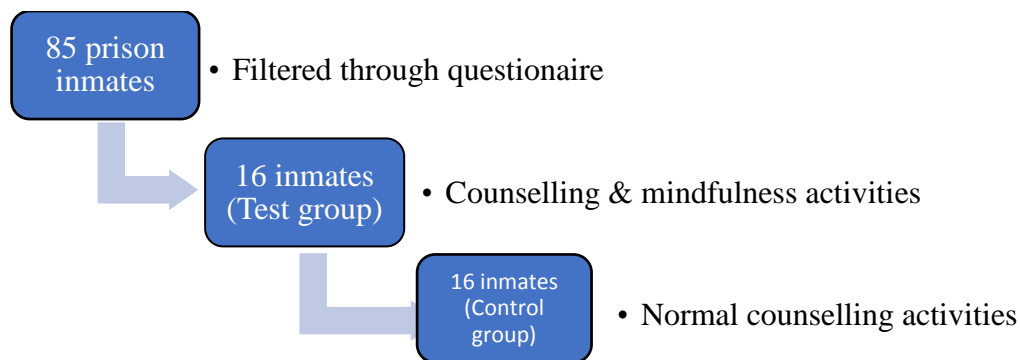 85 prison
inmates
• Filtered through questionaire
16 inmates
(Test group)
• Counselling & mindfulness activities
16 inmates
(Control
group)
• Normal counselling activities